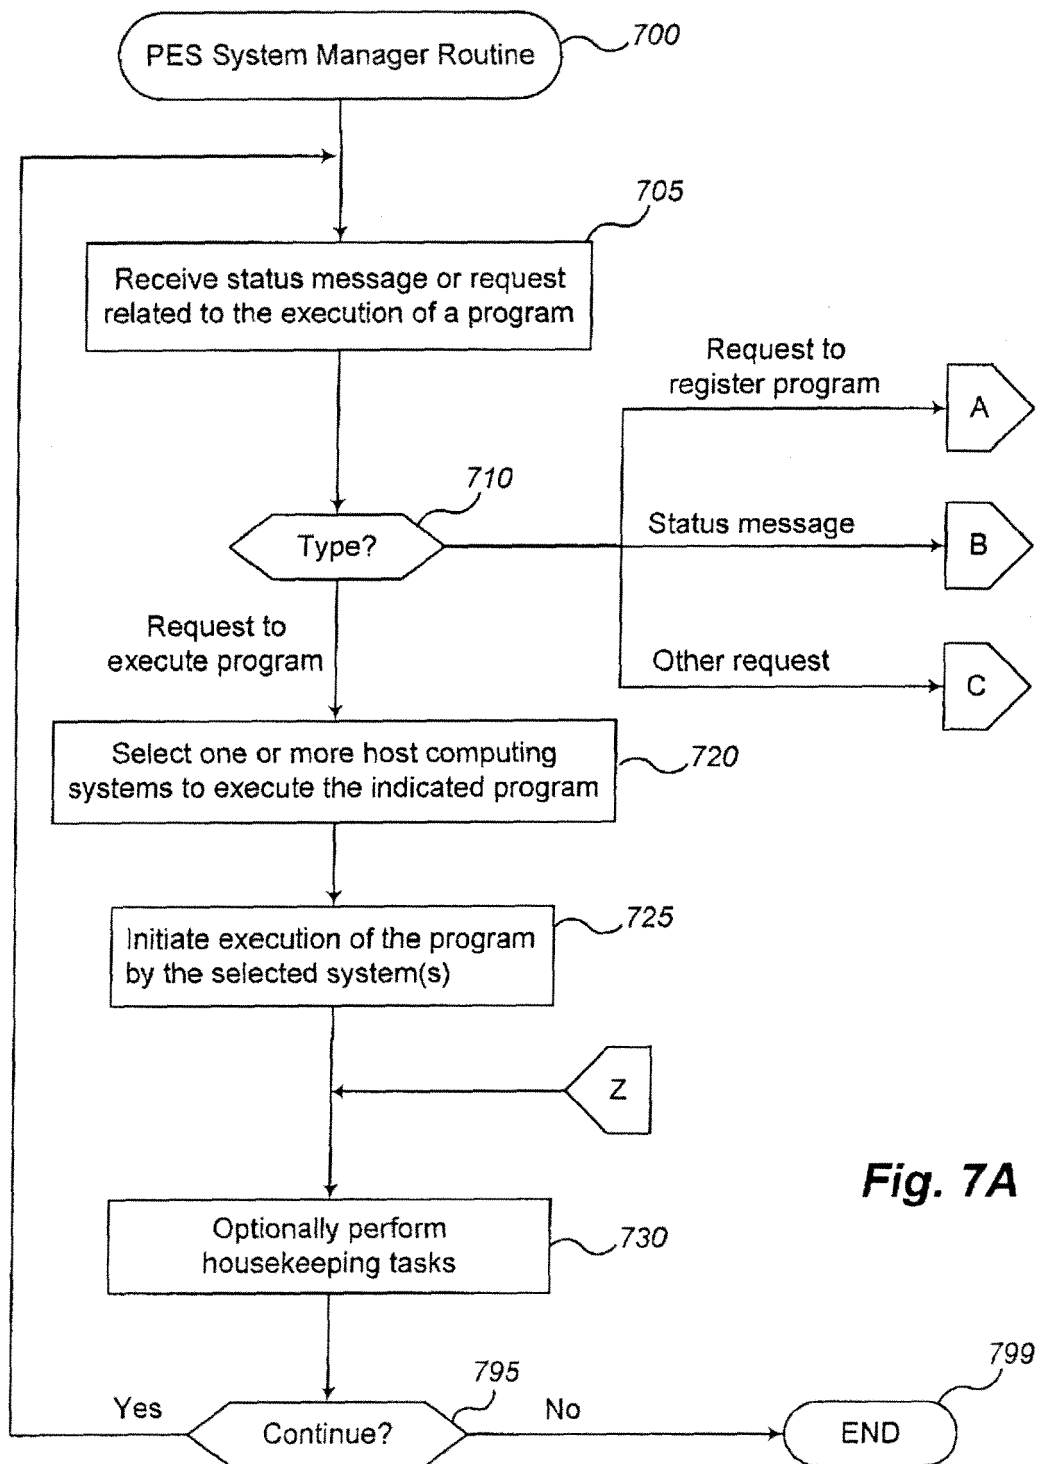 PES System Manager Routine
700
705
Receive status message or request
related to the execution of a program
Request to
register program
A
710
Type?
Status message
B
Request to
execute program
Other request
C
Select one or more host computing
systems to execute the indicated program
720
Initiate execution of the program
by the selected system(s)
725
Z
Fig. 7A
Optionally perform
housekeeping tasks
730
795
799
Yes
Continue?
No
END